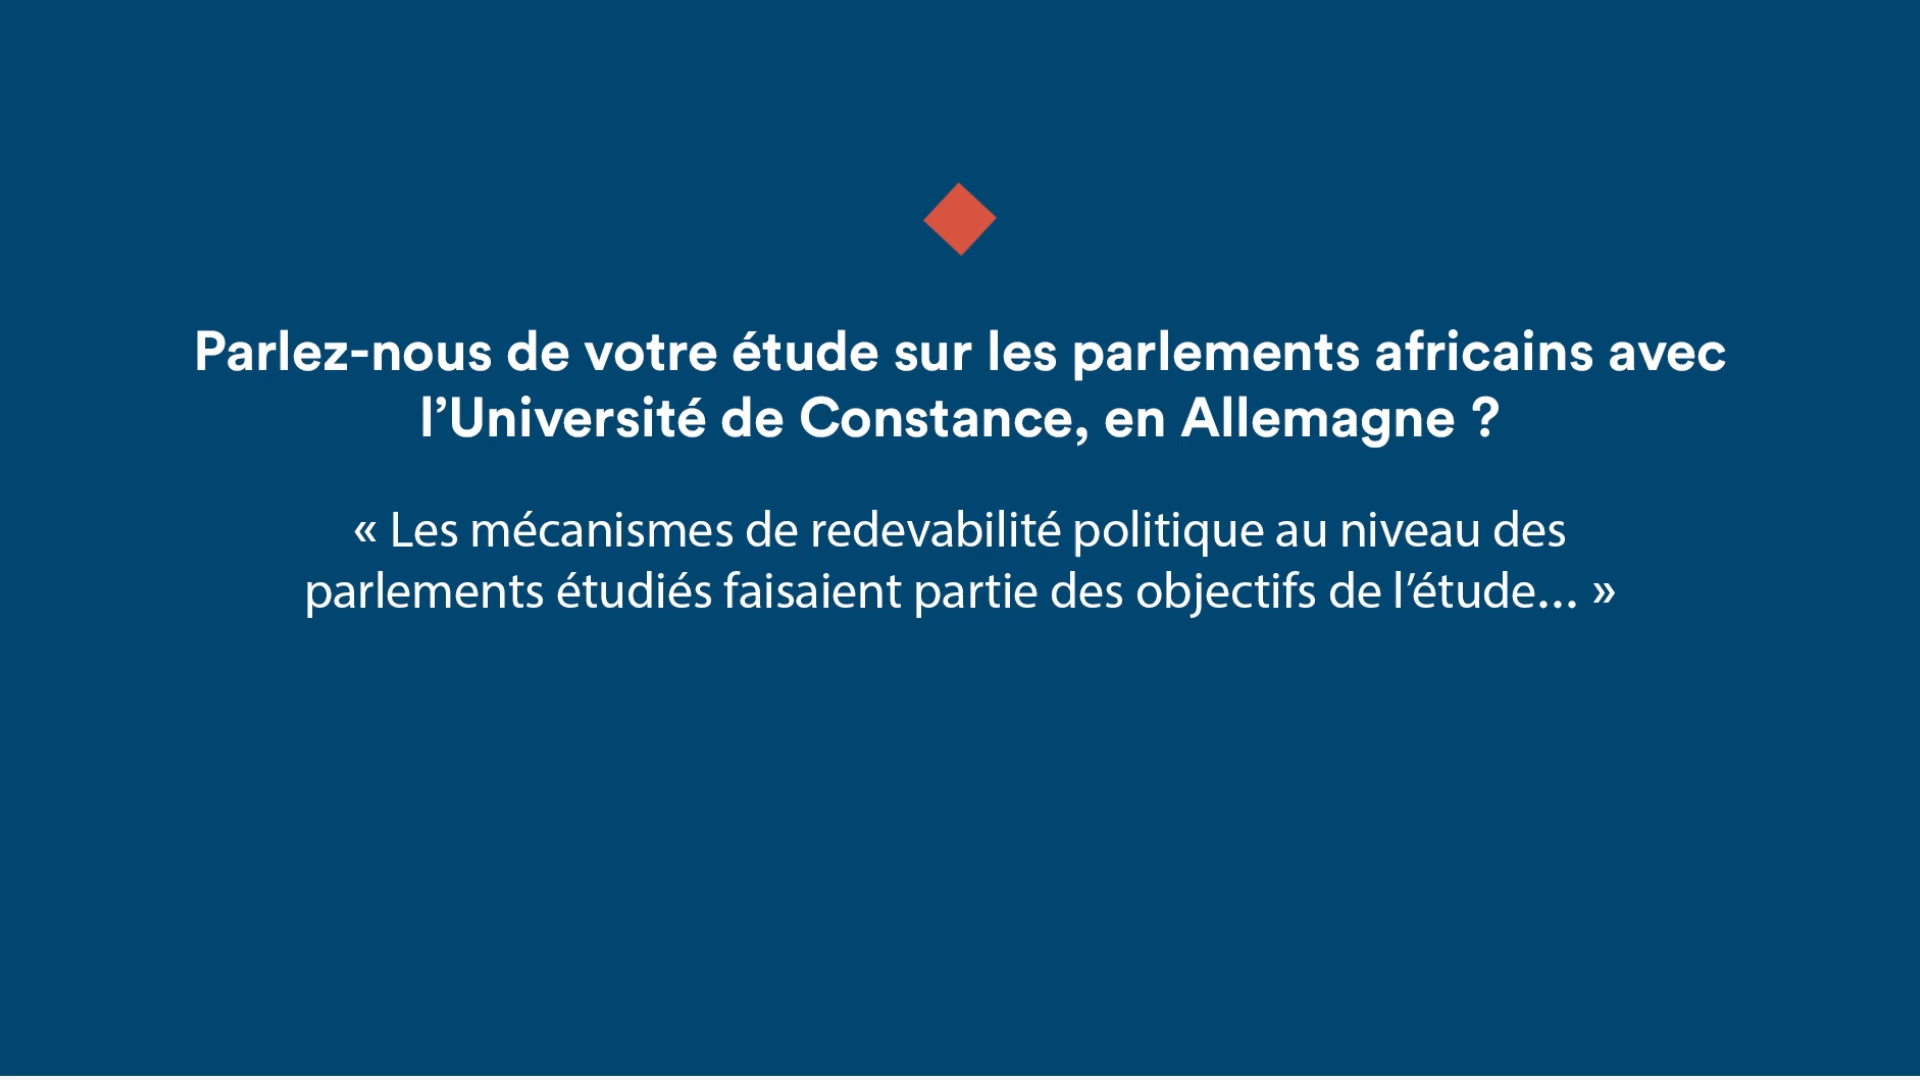 Parlez-nous de votre étude sur les parlements africains avec
l’Université de Constance, en Allemagne ?
« Les mécanismes de redevabilité politique au niveau des
parlements étudiés faisaient partie des objectifs de l’étude... »